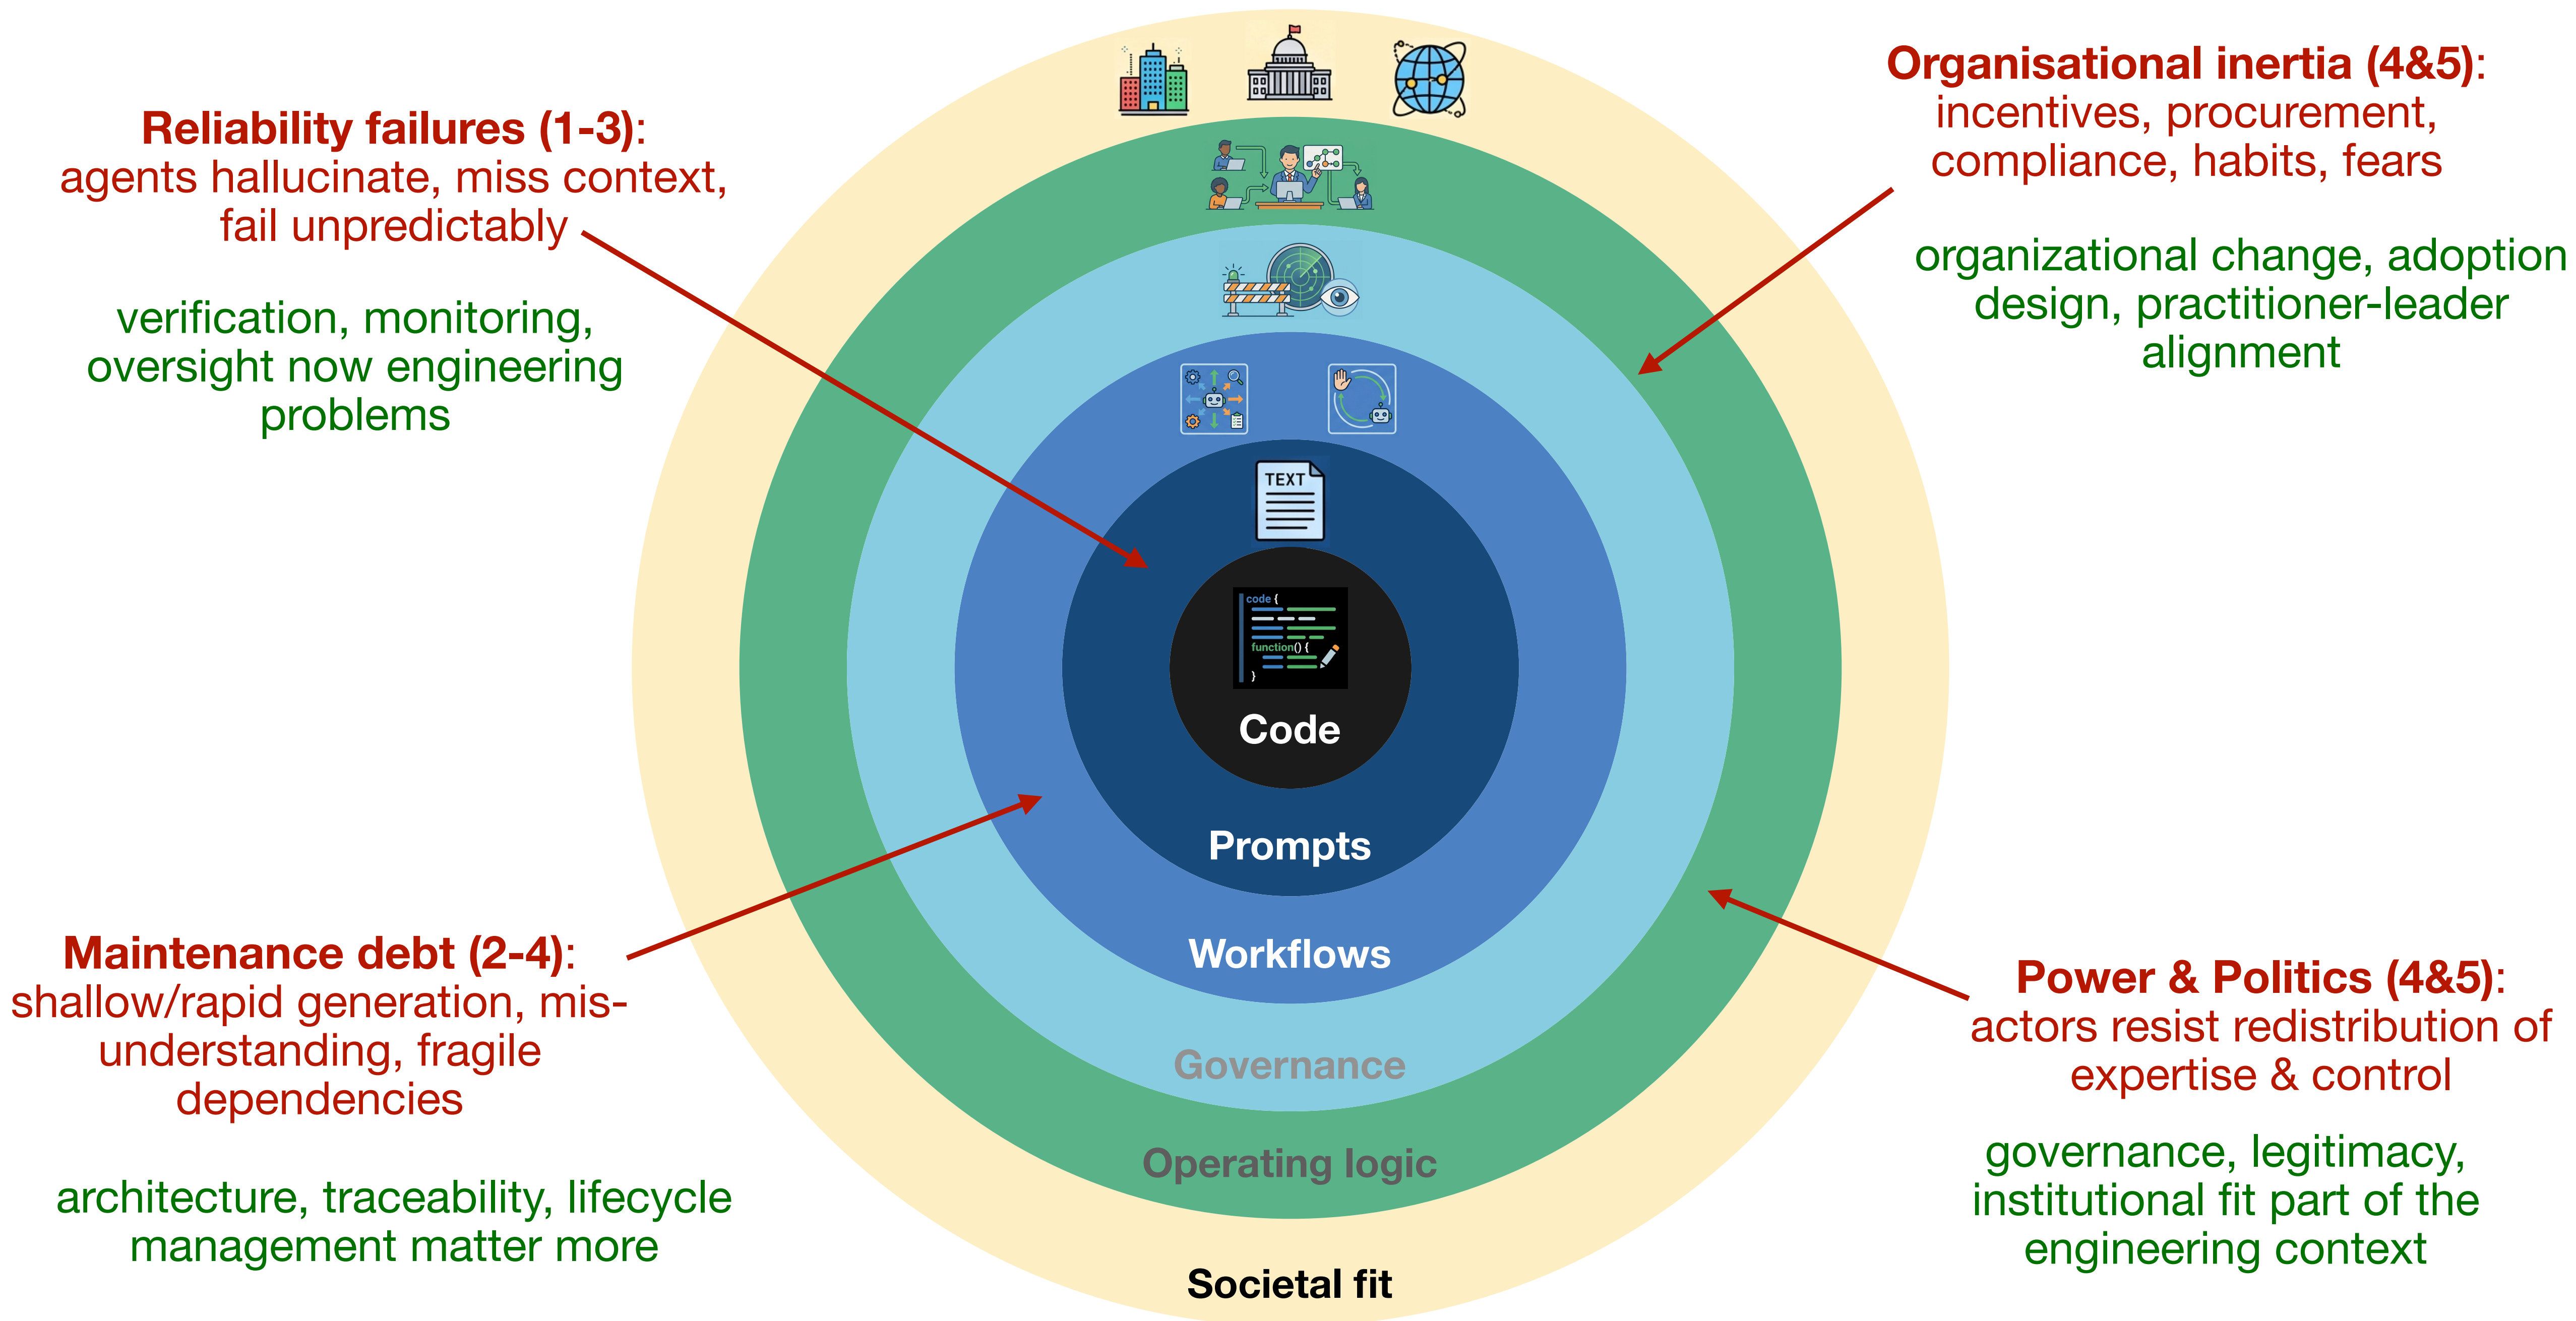 Reliability failures (1-3):
agents hallucinate, miss context,
fail unpredictably
verification, monitoring,
oversight now engineering
problems
Organisational inertia (4&5):
incentives, procurement,
compliance, habits, fears
organizational change, adoption
design, practitioner-leader
alignment
TEXT
code {
function() {
}
Code
Prompts
Workflows
Governance
Operating logic
Societal fit
Maintenance debt (2-4):
shallow/rapid generation, mis-
understanding, fragile
dependencies
architecture, traceability, lifecycle
management matter more
Power & Politics (4&5):
actors resist redistribution of
expertise & control
governance, legitimacy,
institutional fit part of the
engineering context